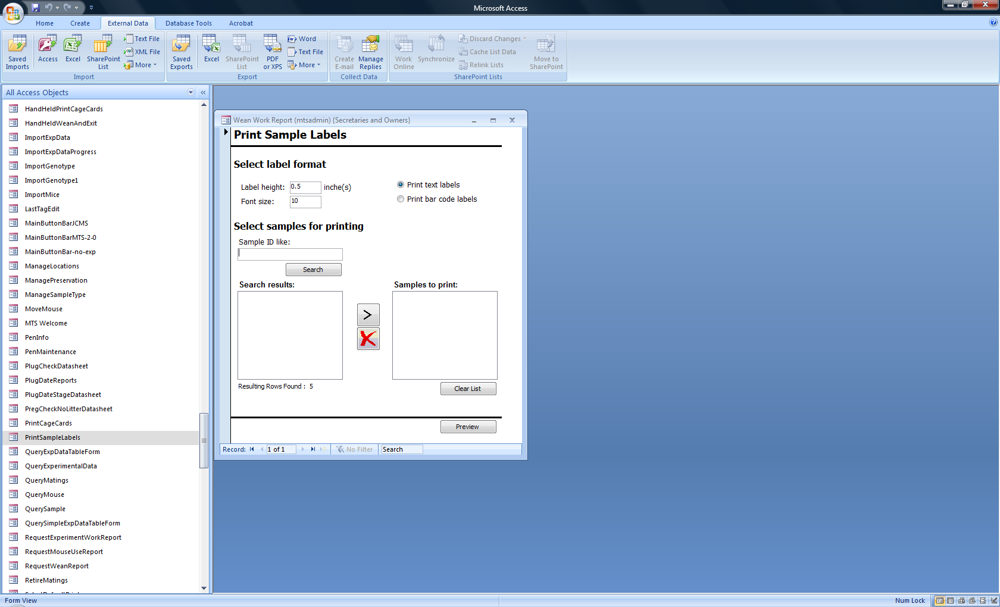 Microsoft Access
Home Create External Data Database Tools Acrobat
Saved Imports
Access
Excel
SharePoint List
Text File
XML File
More
Import
Saved Exports
Excel
SharePoint List
PDF or XPS
Word
Text File
More
Export
Create E-mail
Manage Replies
Collect Data
Work Online
Synchronize
Discard Changes
Cache List Data
Relink Lists
Move to SharePoint
SharePoint Lists
All Access Objects
HandHeldPrintCageCards
HandHeldWeanAndExit
ImportExpData
ImportExpDataProgress
ImportGenotype
ImportGenotype1
ImportMice
LastTagEdit
MainButtonBarJCMS
MainButtonBarMTS-2-0
MainButtonBar-no-exp
ManageLocations
ManagePreservation
ManageSampleType
MoveMouse
MTS Welcome
PenInfo
PenMaintenance
PlugCheckDatasheet
PlugDateReports
PlugDateStageDatasheet
PregCheckNoLitterDatasheet
PrintCageCards
PrintSampleLabels
QueryExpDataTableForm
QueryExperimentalData
QueryMatings
QueryMouse
QuerySample
QuerySimpleExpDataTableForm
RequestExperimentWorkReport
RequestMouseUseReport
RequestWeanReport
RetireMatings
Wean Work Report (mtsadmin) {Secretaries and Owners}
Print Sample Labels
Select label format
Label height: 0.5 inche(s)
Font size: 10
Print text labels
Print bar code labels
Select samples for printing
Sample ID like:
Search
Search results:
Samples to print:
>
Resulting Rows Found : 5
Clear List
Preview
Record: 1 of 1 No Filter Search
Form View
Num Lock